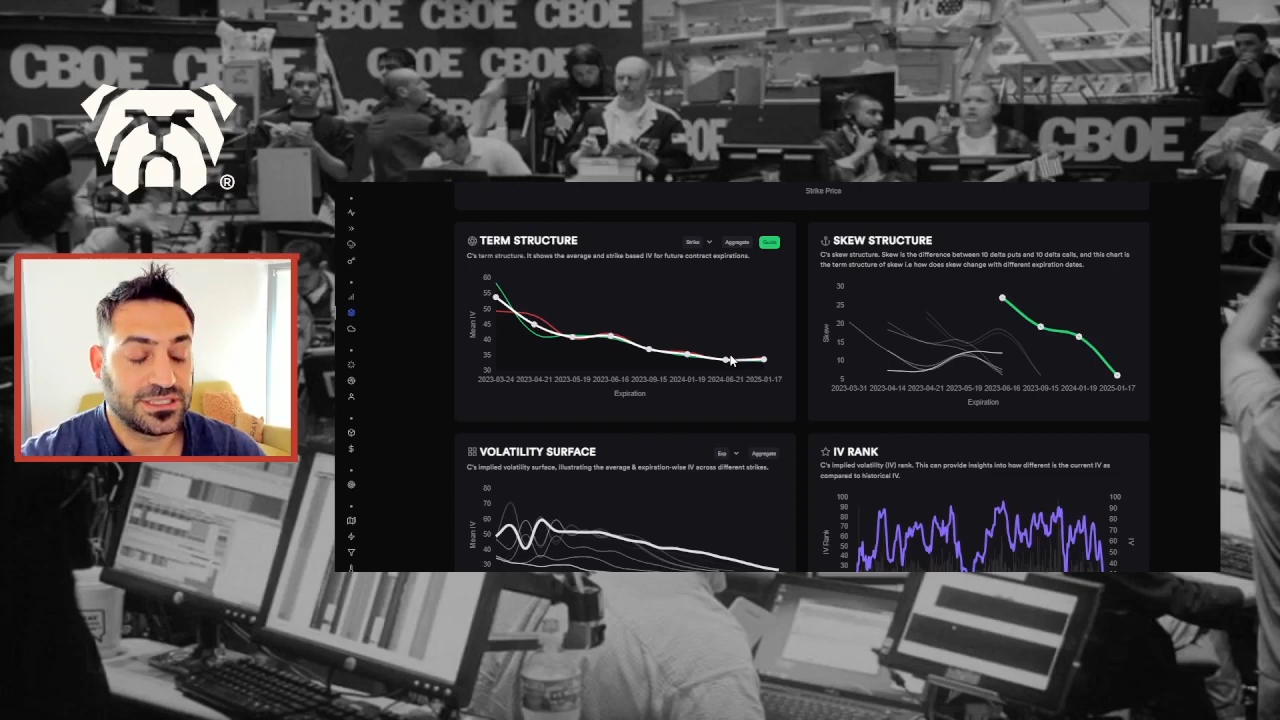 CBOE CBOE CBOE
CBOE CBOE CBOE
CBOE
®
Strike Price
TERM STRUCTURE
Strike
Aggregate
Guide
C's term structure. It shows the average and strike based IV for future contract expirations.
60
55
50
45
40
35
30
Mean IV
2023-03-24 2023-04-21 2023-05-19 2023-06-16 2023-09-15 2024-01-19 2024-06-21 2025-01-17
Expiration
SKEW STRUCTURE
C's skew structure. Skew is the difference between 10 delta puts and 10 delta calls, and this chart is
the term structure of skew i.e how does skew change with different expiration dates.
30
25
20
15
10
5
Skew
2023-03-31 2023-04-14 2023-04-21 2023-05-19 2023-06-16 2023-09-15 2024-01-19 2025-01-17
Expiration
VOLATILITY SURFACE
Exp
Aggregate
C's implied volatility surface, illustrating the average & expiration-wise IV across different strikes.
80
70
60
50
40
30
Mean IV
IV RANK
C's implied volatility (IV) rank. This can provide insights into how different is the current IV as
compared to historical IV.
100
90
80
70
60
50
40
30
IV Rank
100
90
80
70
60
50
40
IV